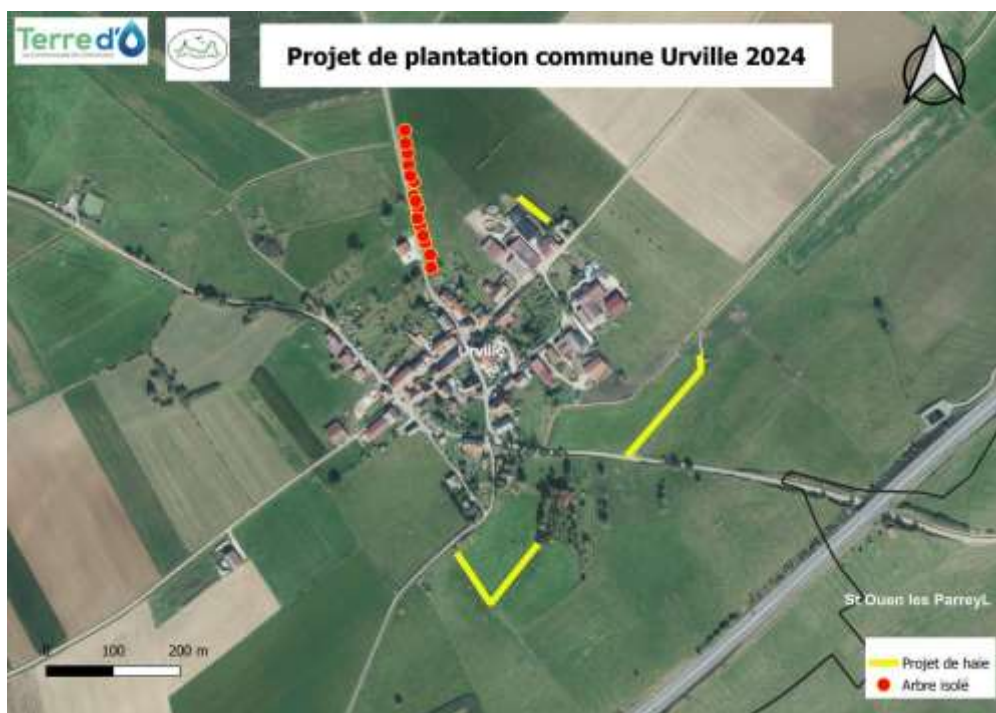 Terre d'
Projet de plantation commune Urville 2024
Urville
St Ouen les ParreyL
0 100 200 m
Projet de haie
Arbre isolé